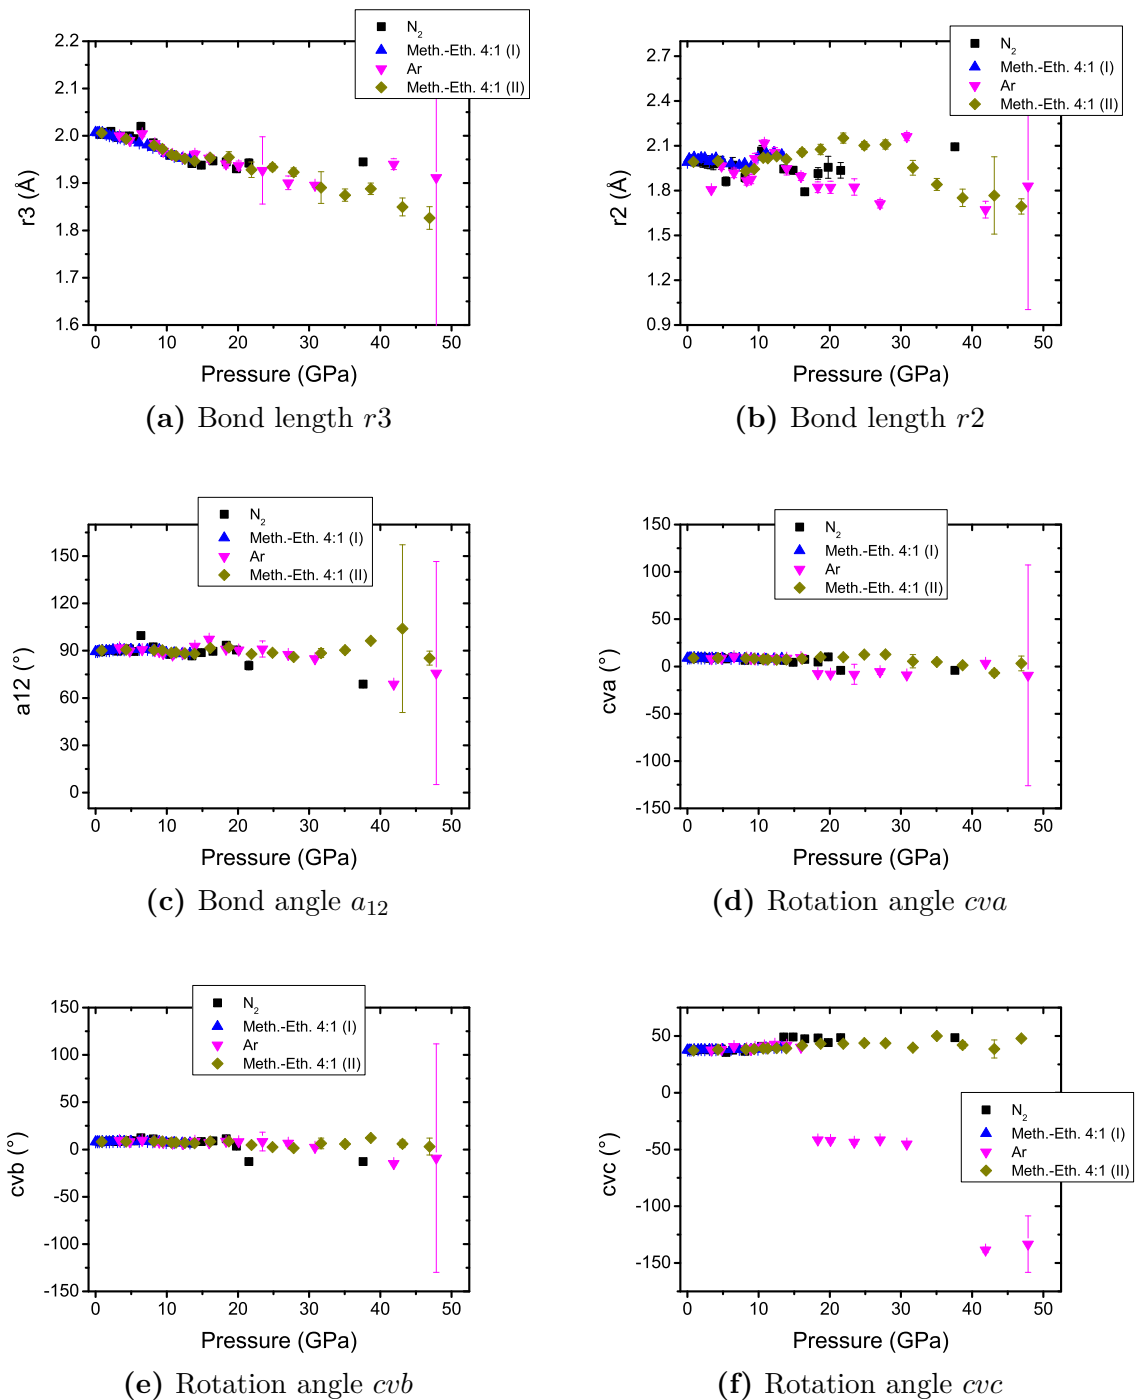 N2
Meth.-Eth. 4:1 (I)
Ar
Meth.-Eth. 4:1 (II)
2.2
2.1
2.0
1.9
1.8
1.7
1.6
r3 (Å)
0 10 20 30 40 50
Pressure (GPa)
(a) Bond length r3
N2
Meth.-Eth. 4:1 (I)
Ar
Meth.-Eth. 4:1 (II)
2.7
2.4
2.1
1.8
1.5
1.2
0.9
r2 (Å)
0 10 20 30 40 50
Pressure (GPa)
(b) Bond length r2
N2
Meth.-Eth. 4:1 (I)
Ar
Meth.-Eth. 4:1 (II)
150
120
90
60
30
0
a12 (°)
0 10 20 30 40 50
Pressure (GPa)
(c) Bond angle a12
N2
Meth.-Eth. 4:1 (I)
Ar
Meth.-Eth. 4:1 (II)
150
100
50
0
-50
-100
-150
cva (°)
0 10 20 30 40 50
Pressure (GPa)
(d) Rotation angle cva
N2
Meth.-Eth. 4:1 (I)
Ar
Meth.-Eth. 4:1 (II)
150
100
50
0
-50
-100
-150
cvb (°)
0 10 20 30 40 50
Pressure (GPa)
(e) Rotation angle cvb
50
0
-50
-100
-150
cvc (°)
N2
Meth.-Eth. 4:1 (I)
Ar
Meth.-Eth. 4:1 (II)
0 10 20 30 40 50
Pressure (GPa)
(f) Rotation angle cvc